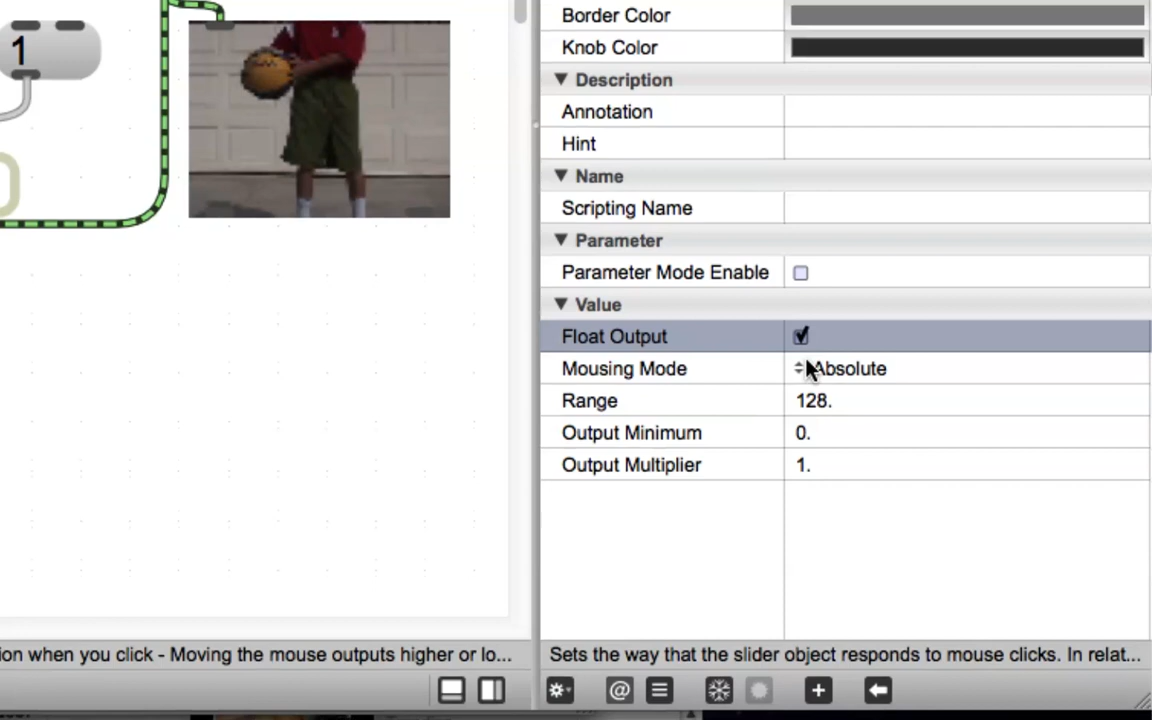 1
Border Color
Knob Color
Description
Annotation
Hint
Name
Scripting Name
Parameter
Parameter Mode Enable
Value
Float Output
Mousing Mode Absolute
Range 128.
Output Minimum 0.
Output Multiplier 1.
ion when you click - Moving the mouse outputs higher or lo...
Sets the way that the slider object responds to mouse clicks. In relat...